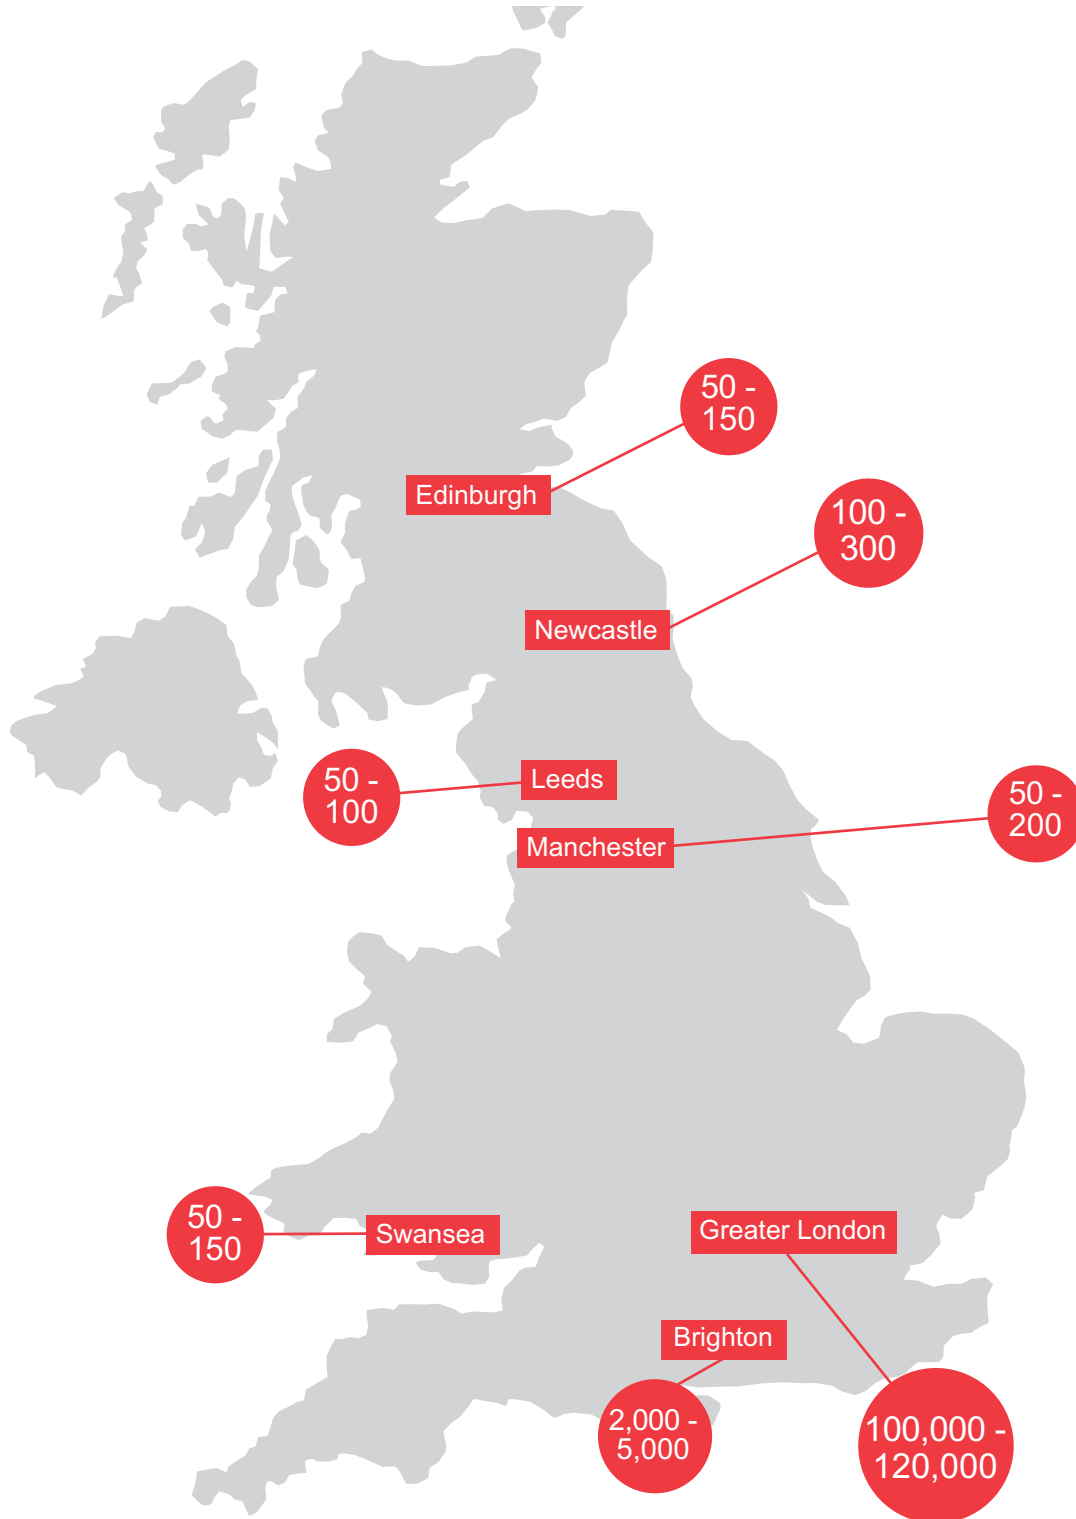 50 -
150
Edinburgh
100 -
300
Newcastle
50 -
100
Leeds
50 -
200
Manchester
50 -
150
Swansea
Greater London
Brighton
2,000 -
5,000
100,000 -
120,000